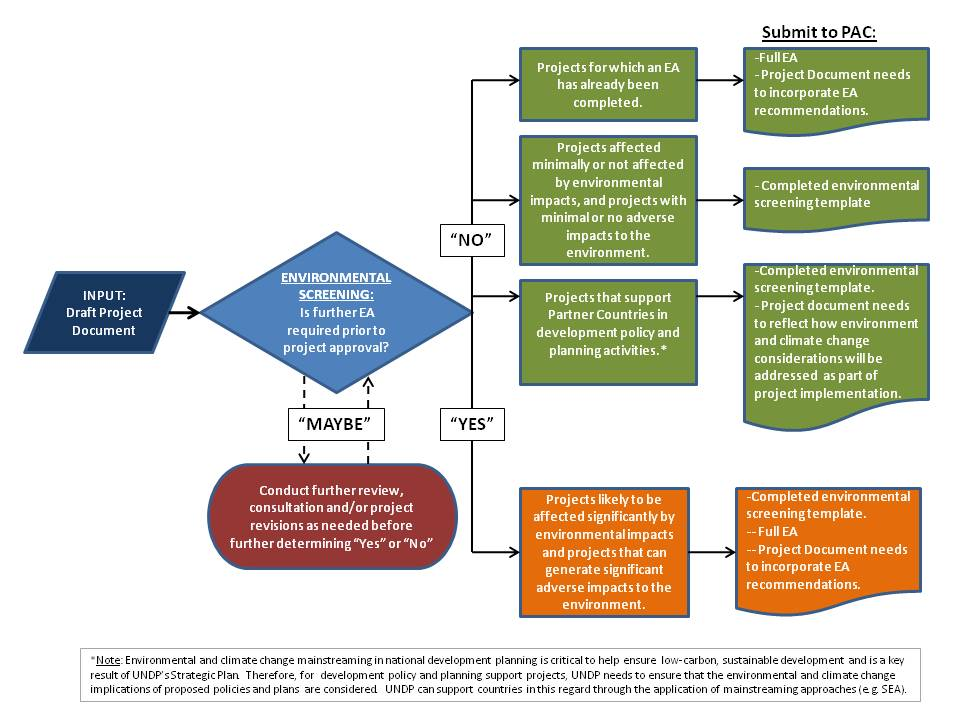 Submit to PAC:
Projects for which an EA
has already been
completed.
-Full EA
- Project Document needs
to incorporate EA
recommendations.
Projects affected
minimally or not affected
by environmental
impacts, and projects with
minimal or no adverse
impacts to the
environment.
- Completed environmental
screening template
"NO"
INPUT:
Draft Project
Document
ENVIRONMENTAL
SCREENING:
Is further EA
required prior to
project approval?
Projects that support
Partner Countries in
development policy and
planning activities.*
-Completed environmental
screening template.
- Project document needs
to reflect how environment
and climate change
considerations will be
addressed as part of
project implementation.
"MAYBE"
"YES"
Conduct further review,
consultation and/or project
revisions as needed before
further determining "Yes" or "No"
Projects likely to be
affected significantly by
environmental impacts
and projects that can
generate significant
adverse impacts to the
environment.
-Completed environmental
screening template.
-- Full EA
-- Project Document needs
to incorporate EA
recommendations.
*Note: Environmental and climate change mainstreaming in national development planning is critical to help ensure low-carbon, sustainable development and is a key
result of UNDP's Strategic Plan. Therefore, for development policy and planning support projects, UNDP needs to ensure that the environmental and climate change
implications of proposed policies and plans are considered. UNDP can support countries in this regard through the application of mainstreaming approaches (e.g. SEA).